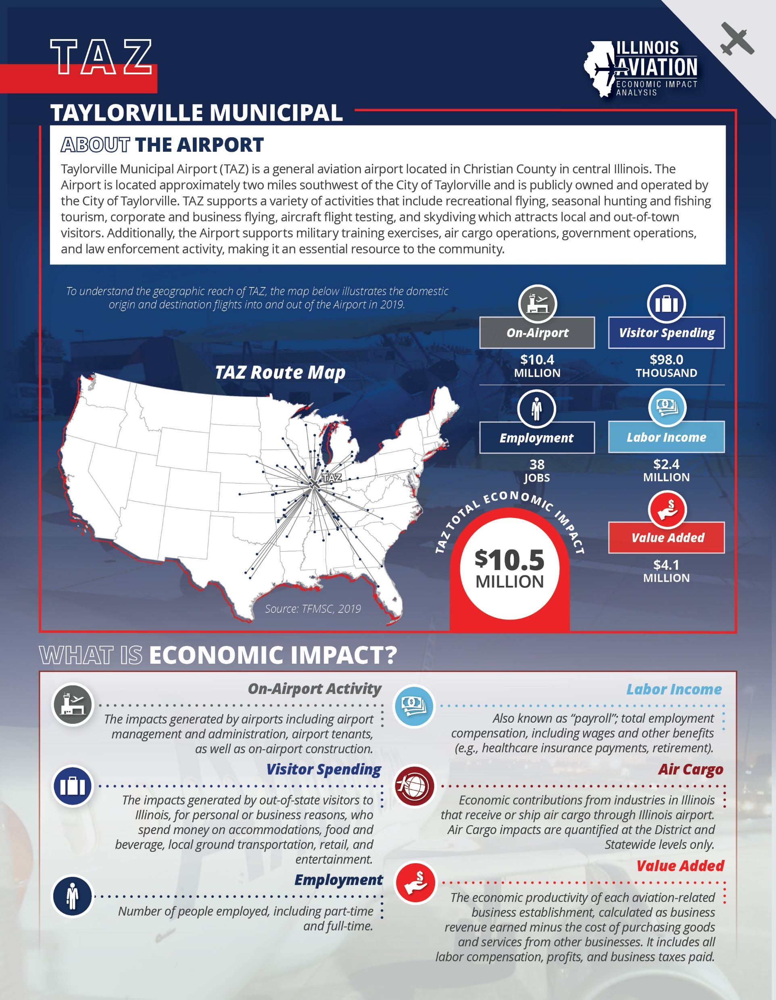 TAZ
ILLINOIS
AVIATION
ECONOMIC IMPACT
ANALYSIS
TAYLORVILLE MUNICIPAL
ABOUT THE AIRPORT
Taylorville Municipal Airport (TAZ) is a general aviation airport located in Christian County in central Illinois. The
Airport is located approximately two miles southwest of the City of Taylorville and is publicly owned and operated by
the City of Taylorville. TAZ supports a variety of activities that include recreational flying, seasonal hunting and fishing
tourism, corporate and business flying, aircraft flight testing, and skydiving which attracts local and out-of-town
visitors. Additionally, the Airport supports military training exercises, air cargo operations, government operations,
and law enforcement activity, making it an essential resource to the community.
To understand the geographic reach of TAZ, the map below illustrates the domestic
origin and destination flights into and out of the Airport in 2019.
TAZ Route Map
TAZ
Source: TFMSC, 2019
On-Airport
$10.4
MILLION
Visitor Spending
$98.0
THOUSAND
Employment
38
JOBS
Labor Income
$2.4
MILLION
TAZ TOTAL ECONOMIC IMPACT
$10.5
MILLION
Value Added
$4.1
MILLION
WHAT IS ECONOMIC IMPACT?
On-Airport Activity
The impacts generated by airports including airport
management and administration, airport tenants,
as well as on-airport construction.
Visitor Spending
The impacts generated by out-of-state visitors to
Illinois, for personal or business reasons, who
spend money on accommodations, food and
beverage, local ground transportation, retail, and
entertainment.
Employment
Number of people employed, including part-time
and full-time.
Labor Income
Also known as “payroll”; total employment
compensation, including wages and other benefits
(e.g., healthcare insurance payments, retirement).
Air Cargo
Economic contributions from industries in Illinois
that receive or ship air cargo through Illinois airport.
Air Cargo impacts are quantified at the District and
Statewide levels only.
Value Added
The economic productivity of each aviation-related
business establishment, calculated as business
revenue earned minus the cost of purchasing goods
and services from other businesses. It includes all
labor compensation, profits, and business taxes paid.